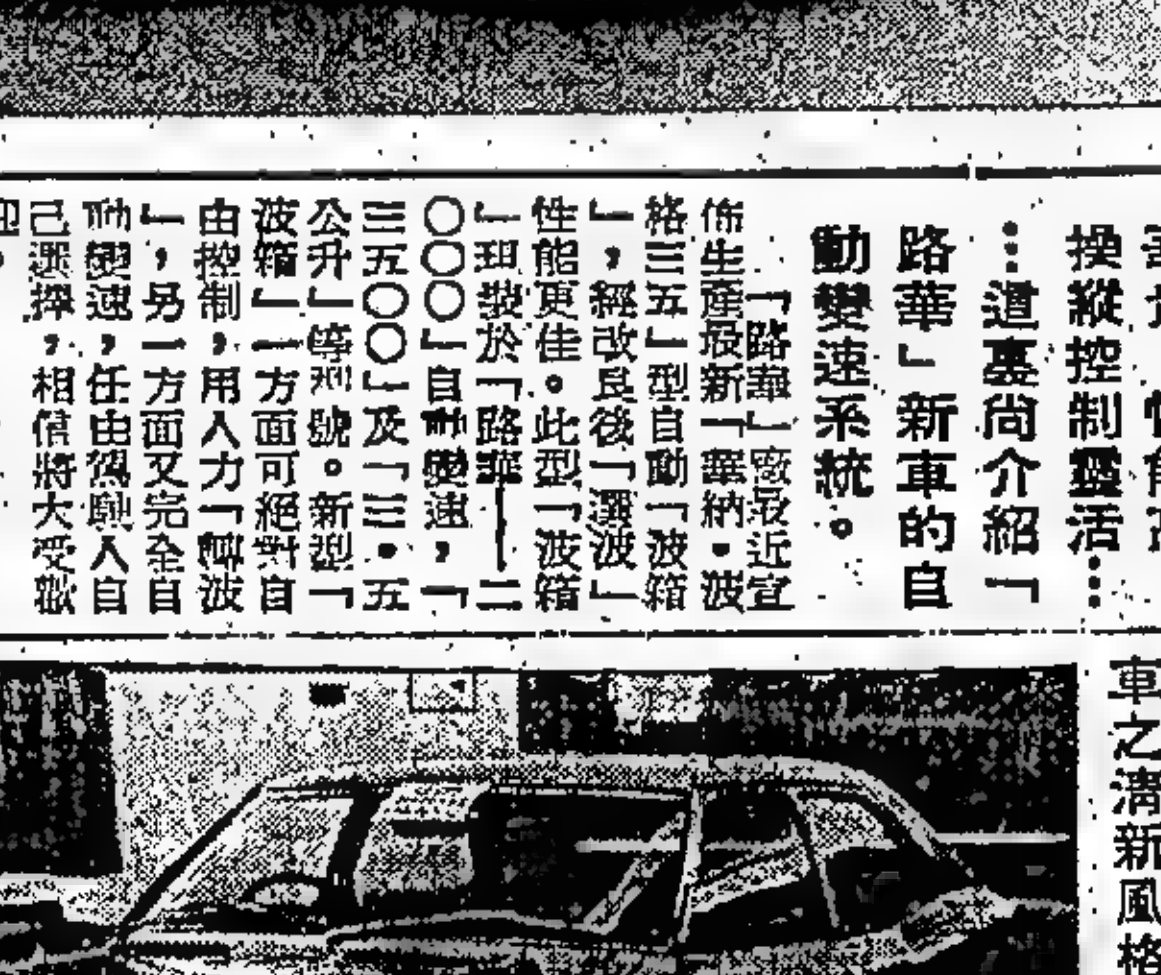 操縱控制靈活…
…道裏尚介紹「
路華」新車的自
動變速系統。
「路華」廠最近宣
佈生產最新「華納・波
格三五」型自動「波箱
」,經改良後「選波」
性能更佳。此型「波箱
」現裝於「路華—二
〇〇〇」自動變速,「
三五〇〇」及「三・五
公升」等型號。新型「
波箱」一方面可絕對自
由控制,用人力「轉波
」,另一方面又完全自
動變速,任由駕駛人自
己選擇,相信將大受歡
迎。
車之清新風格